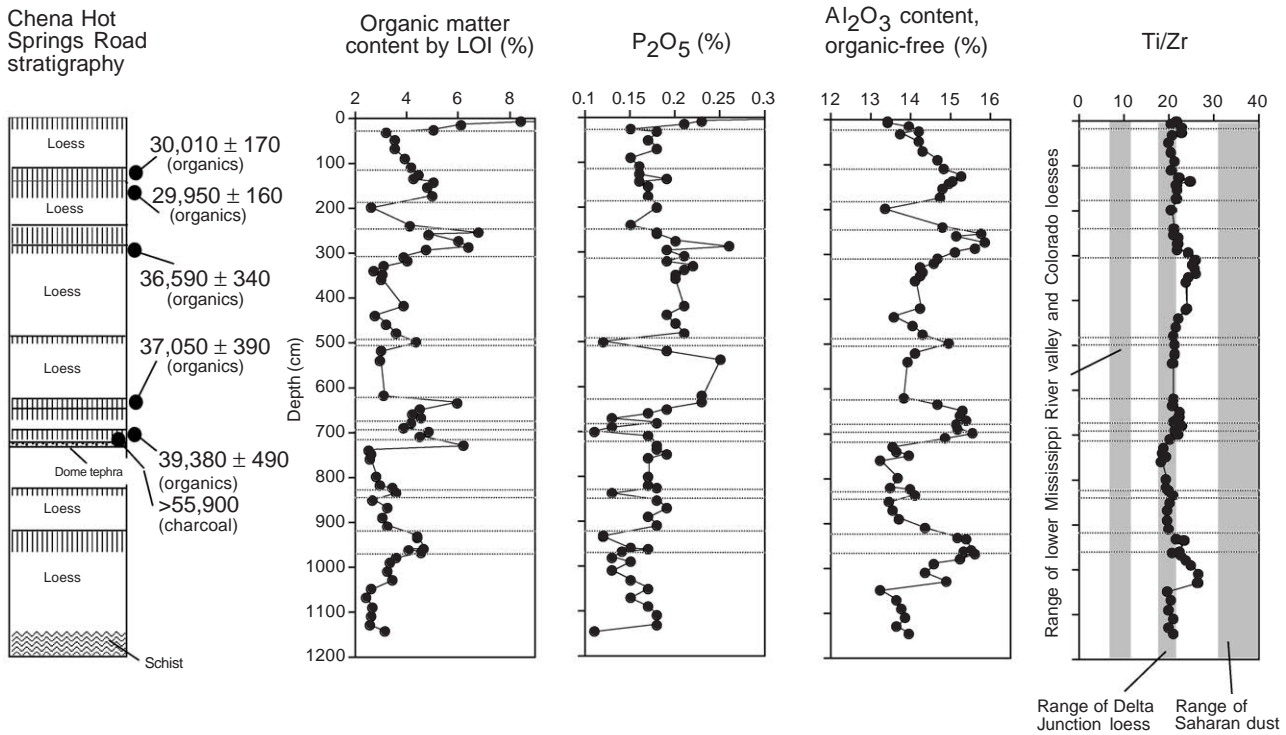 Chena Hot
Springs Road
stratigraphy
Loess
30,010 ± 170
(organics)
29,950 ± 160
(organics)
Loess
36,590 ± 340
(organics)
Loess
37,050 ± 390
(organics)
Loess
39,380 ± 490
(organics)
Dome tephra
>55,900
(charcoal)
Loess
Loess
Schist
Organic matter
content by LOI (%)
2 4 6 8
Depth (cm)
0
100
200
300
400
500
600
700
800
900
1000
1100
1200
P2O5 (%)
0.1 0.15 0.2 0.25 0.3
Al2O3 content,
organic-free (%)
12 13 14 15 16
Ti/Zr
0 10 20 30 40
Range of lower Mississippi River valley and Colorado loesses
Range of Delta
Junction loess
Range of
Saharan dust